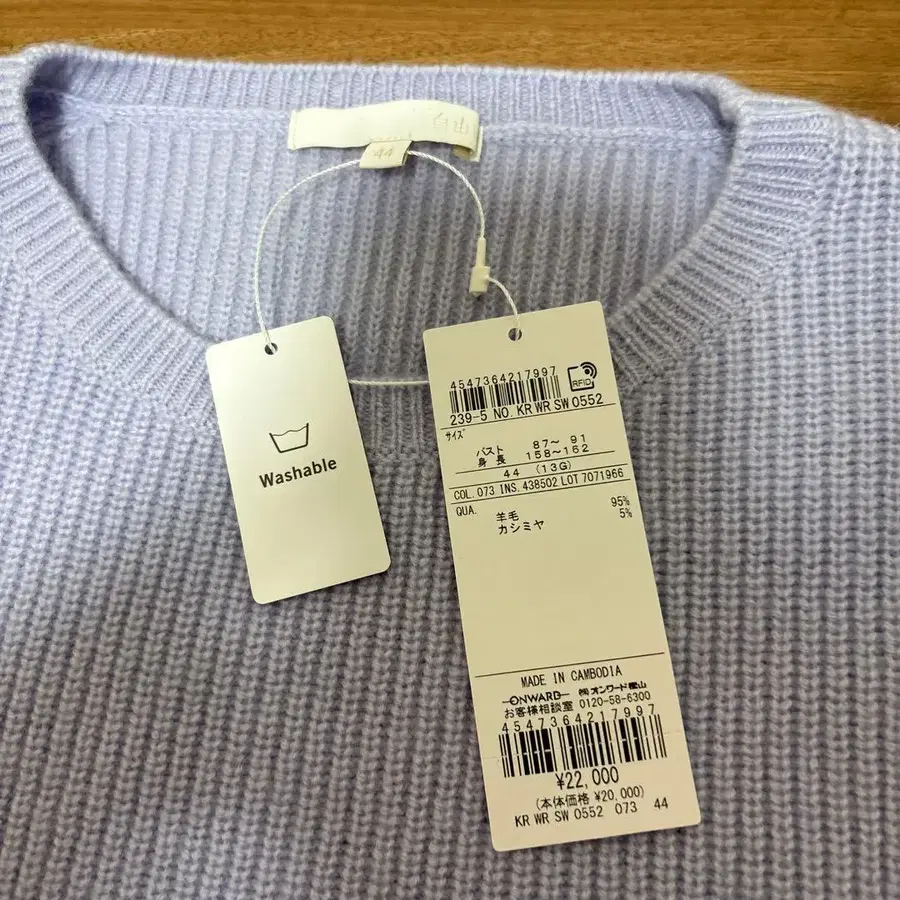 44
Washable
4547364217997
RFID
239-5 NO. KR WR SW 0552
サイズ
バスト 87～ 91
身長 158～162
44 (13G)
COL. 073 INS. 438502 LOT 7071966
QUA.
羊毛 95%
カシミヤ 5%
MADE IN CAMBODIA
ONWARD ㈱オンワード樫山
お客様相談室 0120-58-6300
4547364217997
¥22,000
(本体価格 ¥20,000)
KR WR SW 0552 073 44